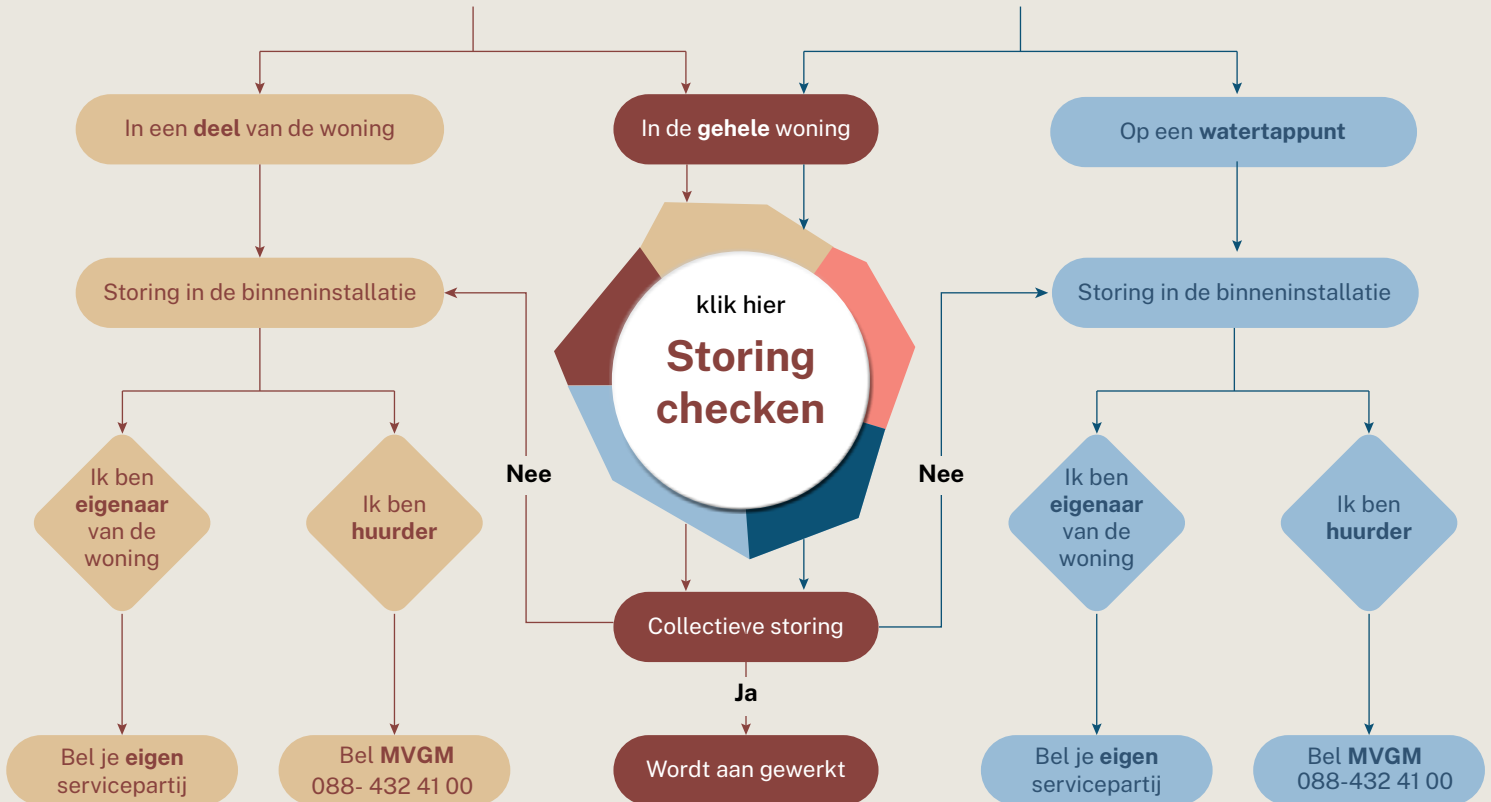 In een deel van de woning
In de gehele woning
Op een watertappunt
Storing in de binneninstallatie
klik hier
Storing
checken
Storing in de binneninstallatie
Nee
Nee
Ik ben
eigenaar
van de
woning
Ik ben
huurder
Ik ben
eigenaar
van de
woning
Ik ben
huurder
Collectieve storing
Ja
Bel je eigen
servicepartij
Bel MVGM
088- 432 41 00
Wordt aan gewerkt
Bel je eigen
servicepartij
Bel MVGM
088-432 41 00